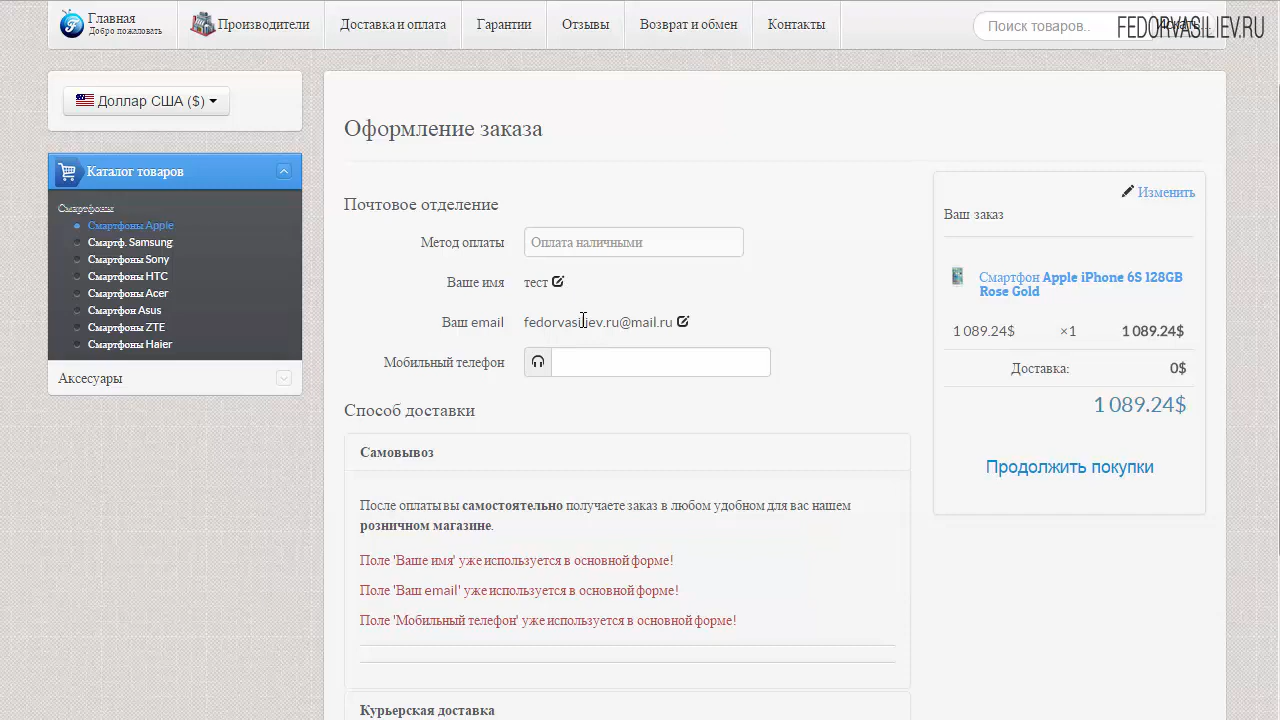 Главная
Добро пожаловать
Производители
Доставка и оплата
Гарантии
Отзывы
Возврат и обмен
Контакты
Поиск товаров..
FEDORVASILIEV.RU
Доллар США ($)
Каталог товаров
Смартфоны
Смартфоны Apple
Смартф. Samsung
Смартфоны Sony
Смартфоны HTC
Смартфоны Acer
Смартфон Asus
Смартфоны ZTE
Смартфоны Haier
Аксесуары
Оформление заказа
Почтовое отделение
Метод оплаты
Оплата наличными
Ваше имя
тест
Ваш email
fedorvasiliev.ru@mail.ru
Мобильный телефон
Способ доставки
Самовывоз
После оплаты вы самостоятельно получаете заказ в любом удобном для вас нашем
розничном магазине.
Поле 'Ваше имя' уже используется в основной форме!
Поле 'Ваш email' уже используется в основной форме!
Поле 'Мобильный телефон' уже используется в основной форме!
Курьерская доставка
Изменить
Ваш заказ
Смартфон Apple iPhone 6S 128GB
Rose Gold
1 089.24$ ×1 1 089.24$
Доставка: 0$
1 089.24$
Продолжить покупки